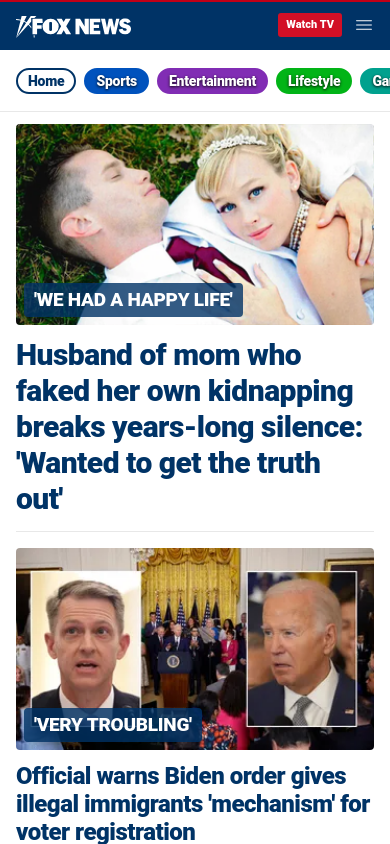 FOX NEWS
Watch TV
Home
Sports
Entertainment
Lifestyle
Ga
'WE HAD A HAPPY LIFE'
Husband of mom who
faked her own kidnapping
breaks years-long silence:
'Wanted to get the truth
out'
'VERY TROUBLING'
Official warns Biden order gives
illegal immigrants 'mechanism' for
voter registration